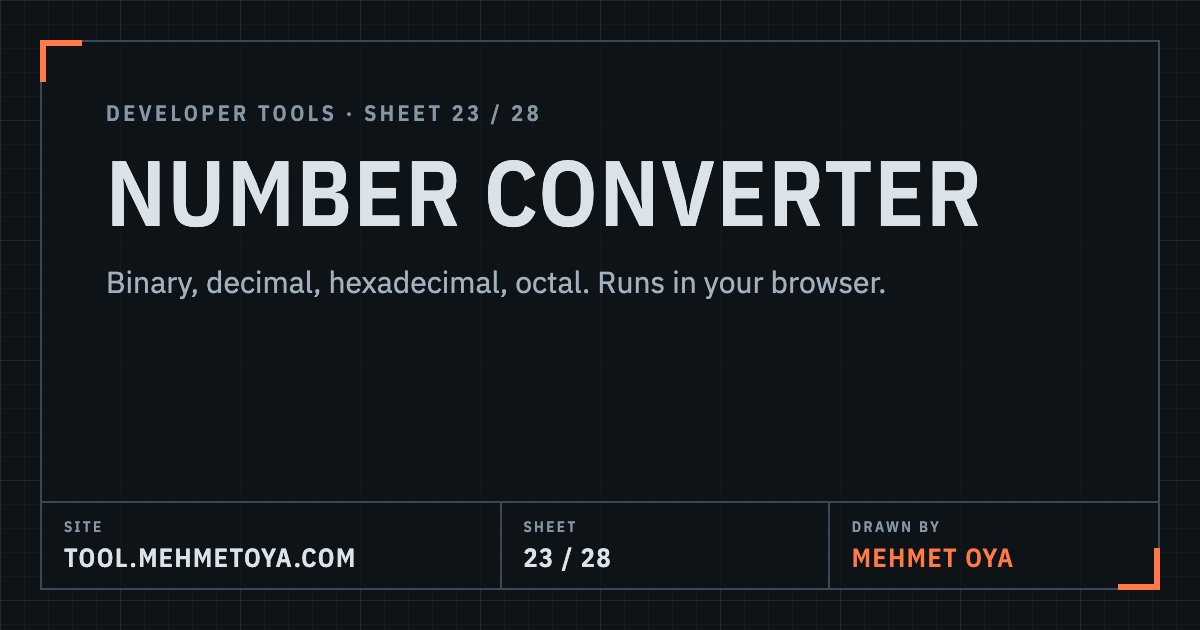 DEVELOPER TOOLS · SHEET 23 / 28
NUMBER CONVERTER
Binary, decimal, hexadecimal, octal. Runs in your browser.
SITE
TOOL.MEHMETOYA.COM
SHEET
23 / 28
DRAWN BY
MEHMET OYA